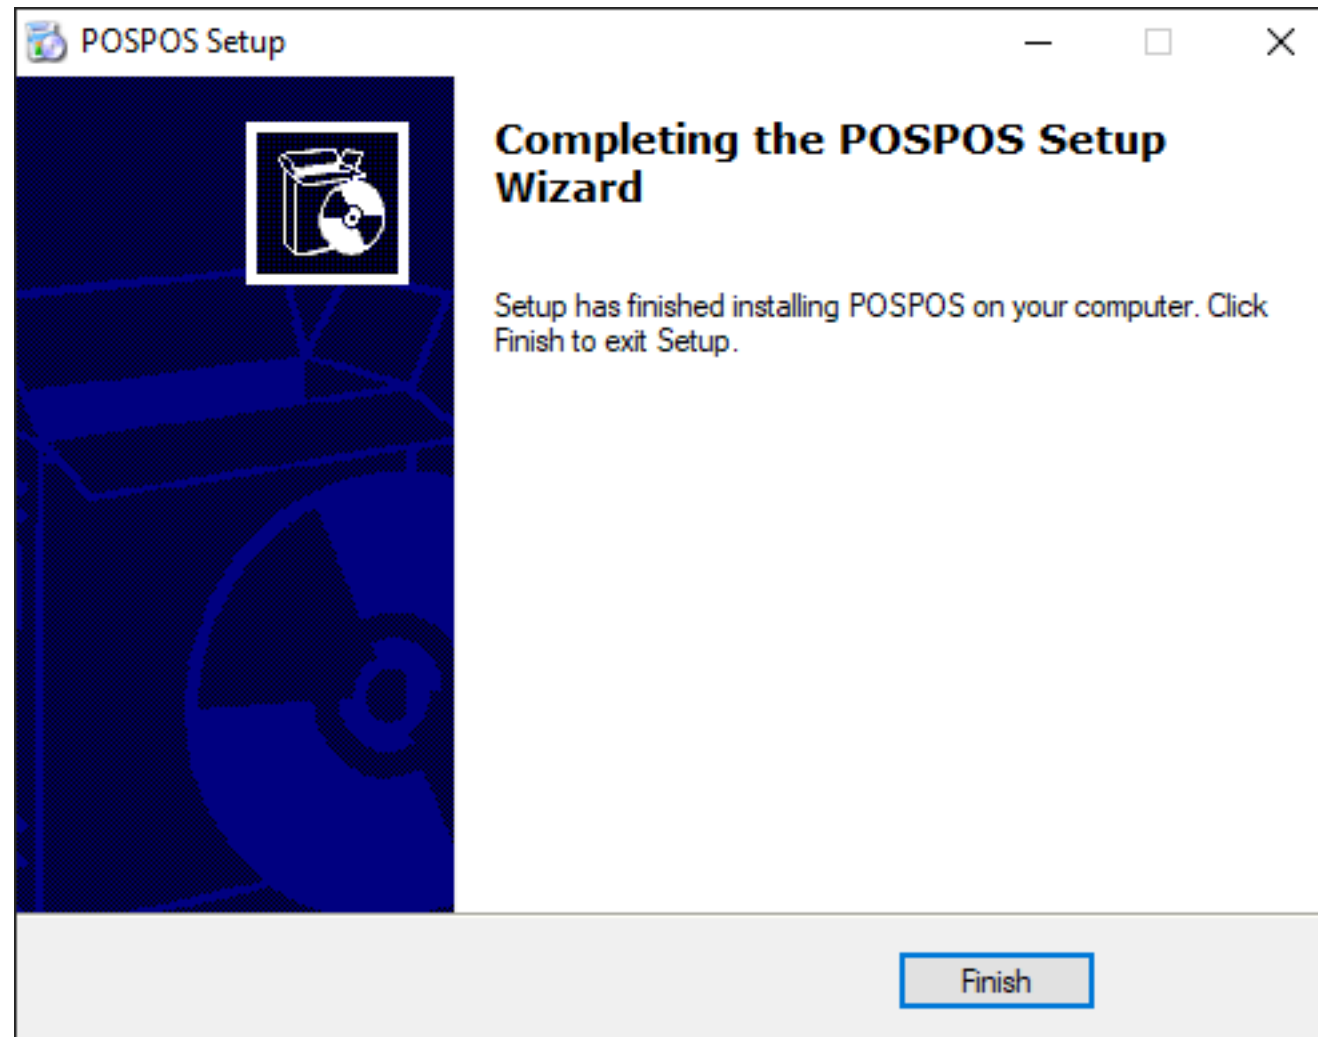 POSPOS Setup
Completing the POSPOS Setup
Wizard
Setup has finished installing POSPOS on your computer. Click
Finish to exit Setup.
Finish